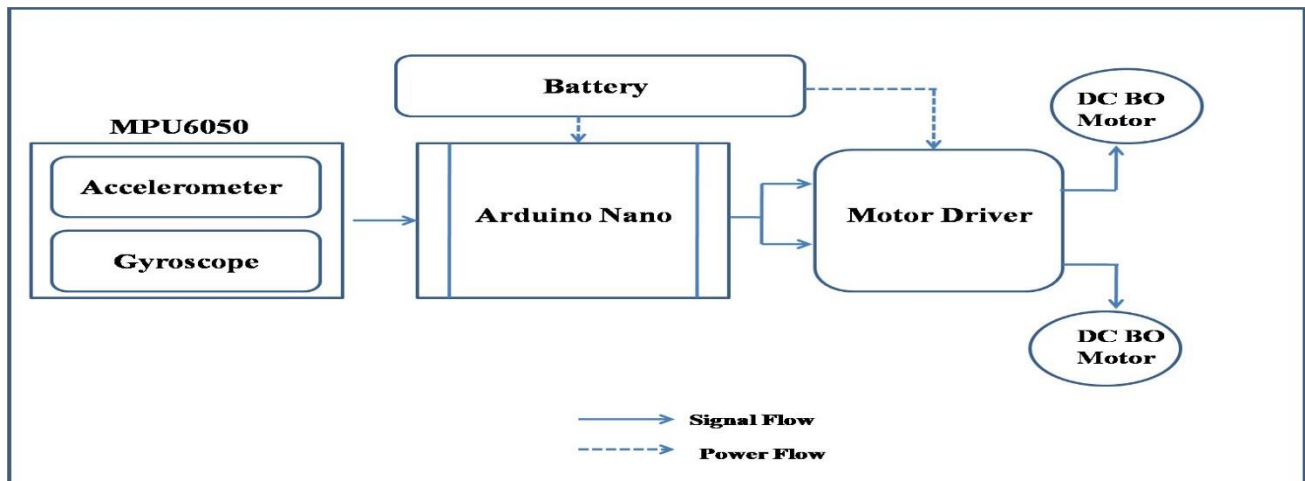 Battery
DC BO
Motor
MPU6050
Accelerometer
Gyroscope
Arduino Nano
Motor Driver
DC BO
Motor
Signal Flow
Power Flow